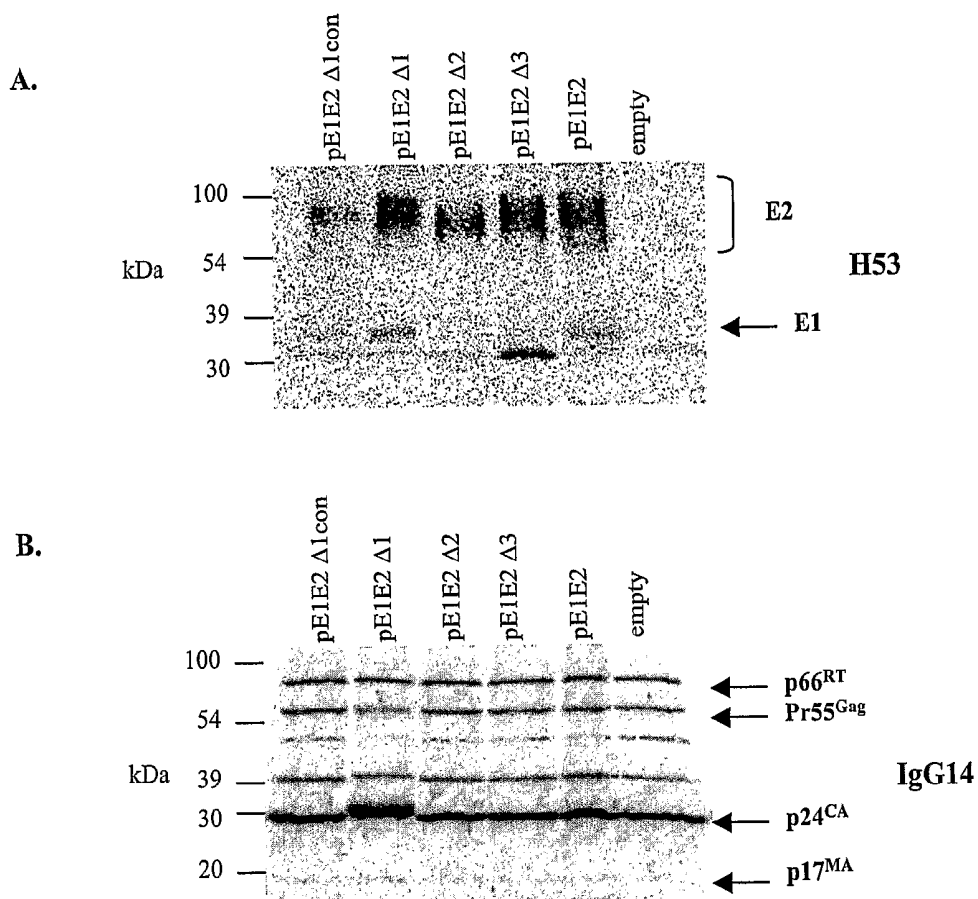 A.
pE1E2 Δ1con
pE1E2 Δ1
pE1E2 Δ2
pE1E2 Δ3
pE1E2
empty
100
54
kDa
39
30
E2
H53
E1
B.
pE1E2 Δ1con
pE1E2 Δ1
pE1E2 Δ2
pE1E2 Δ3
pE1E2
empty
100
54
kDa
39
30
20
p66RT
Pr55Gag
IgG14
p24CA
p17MA